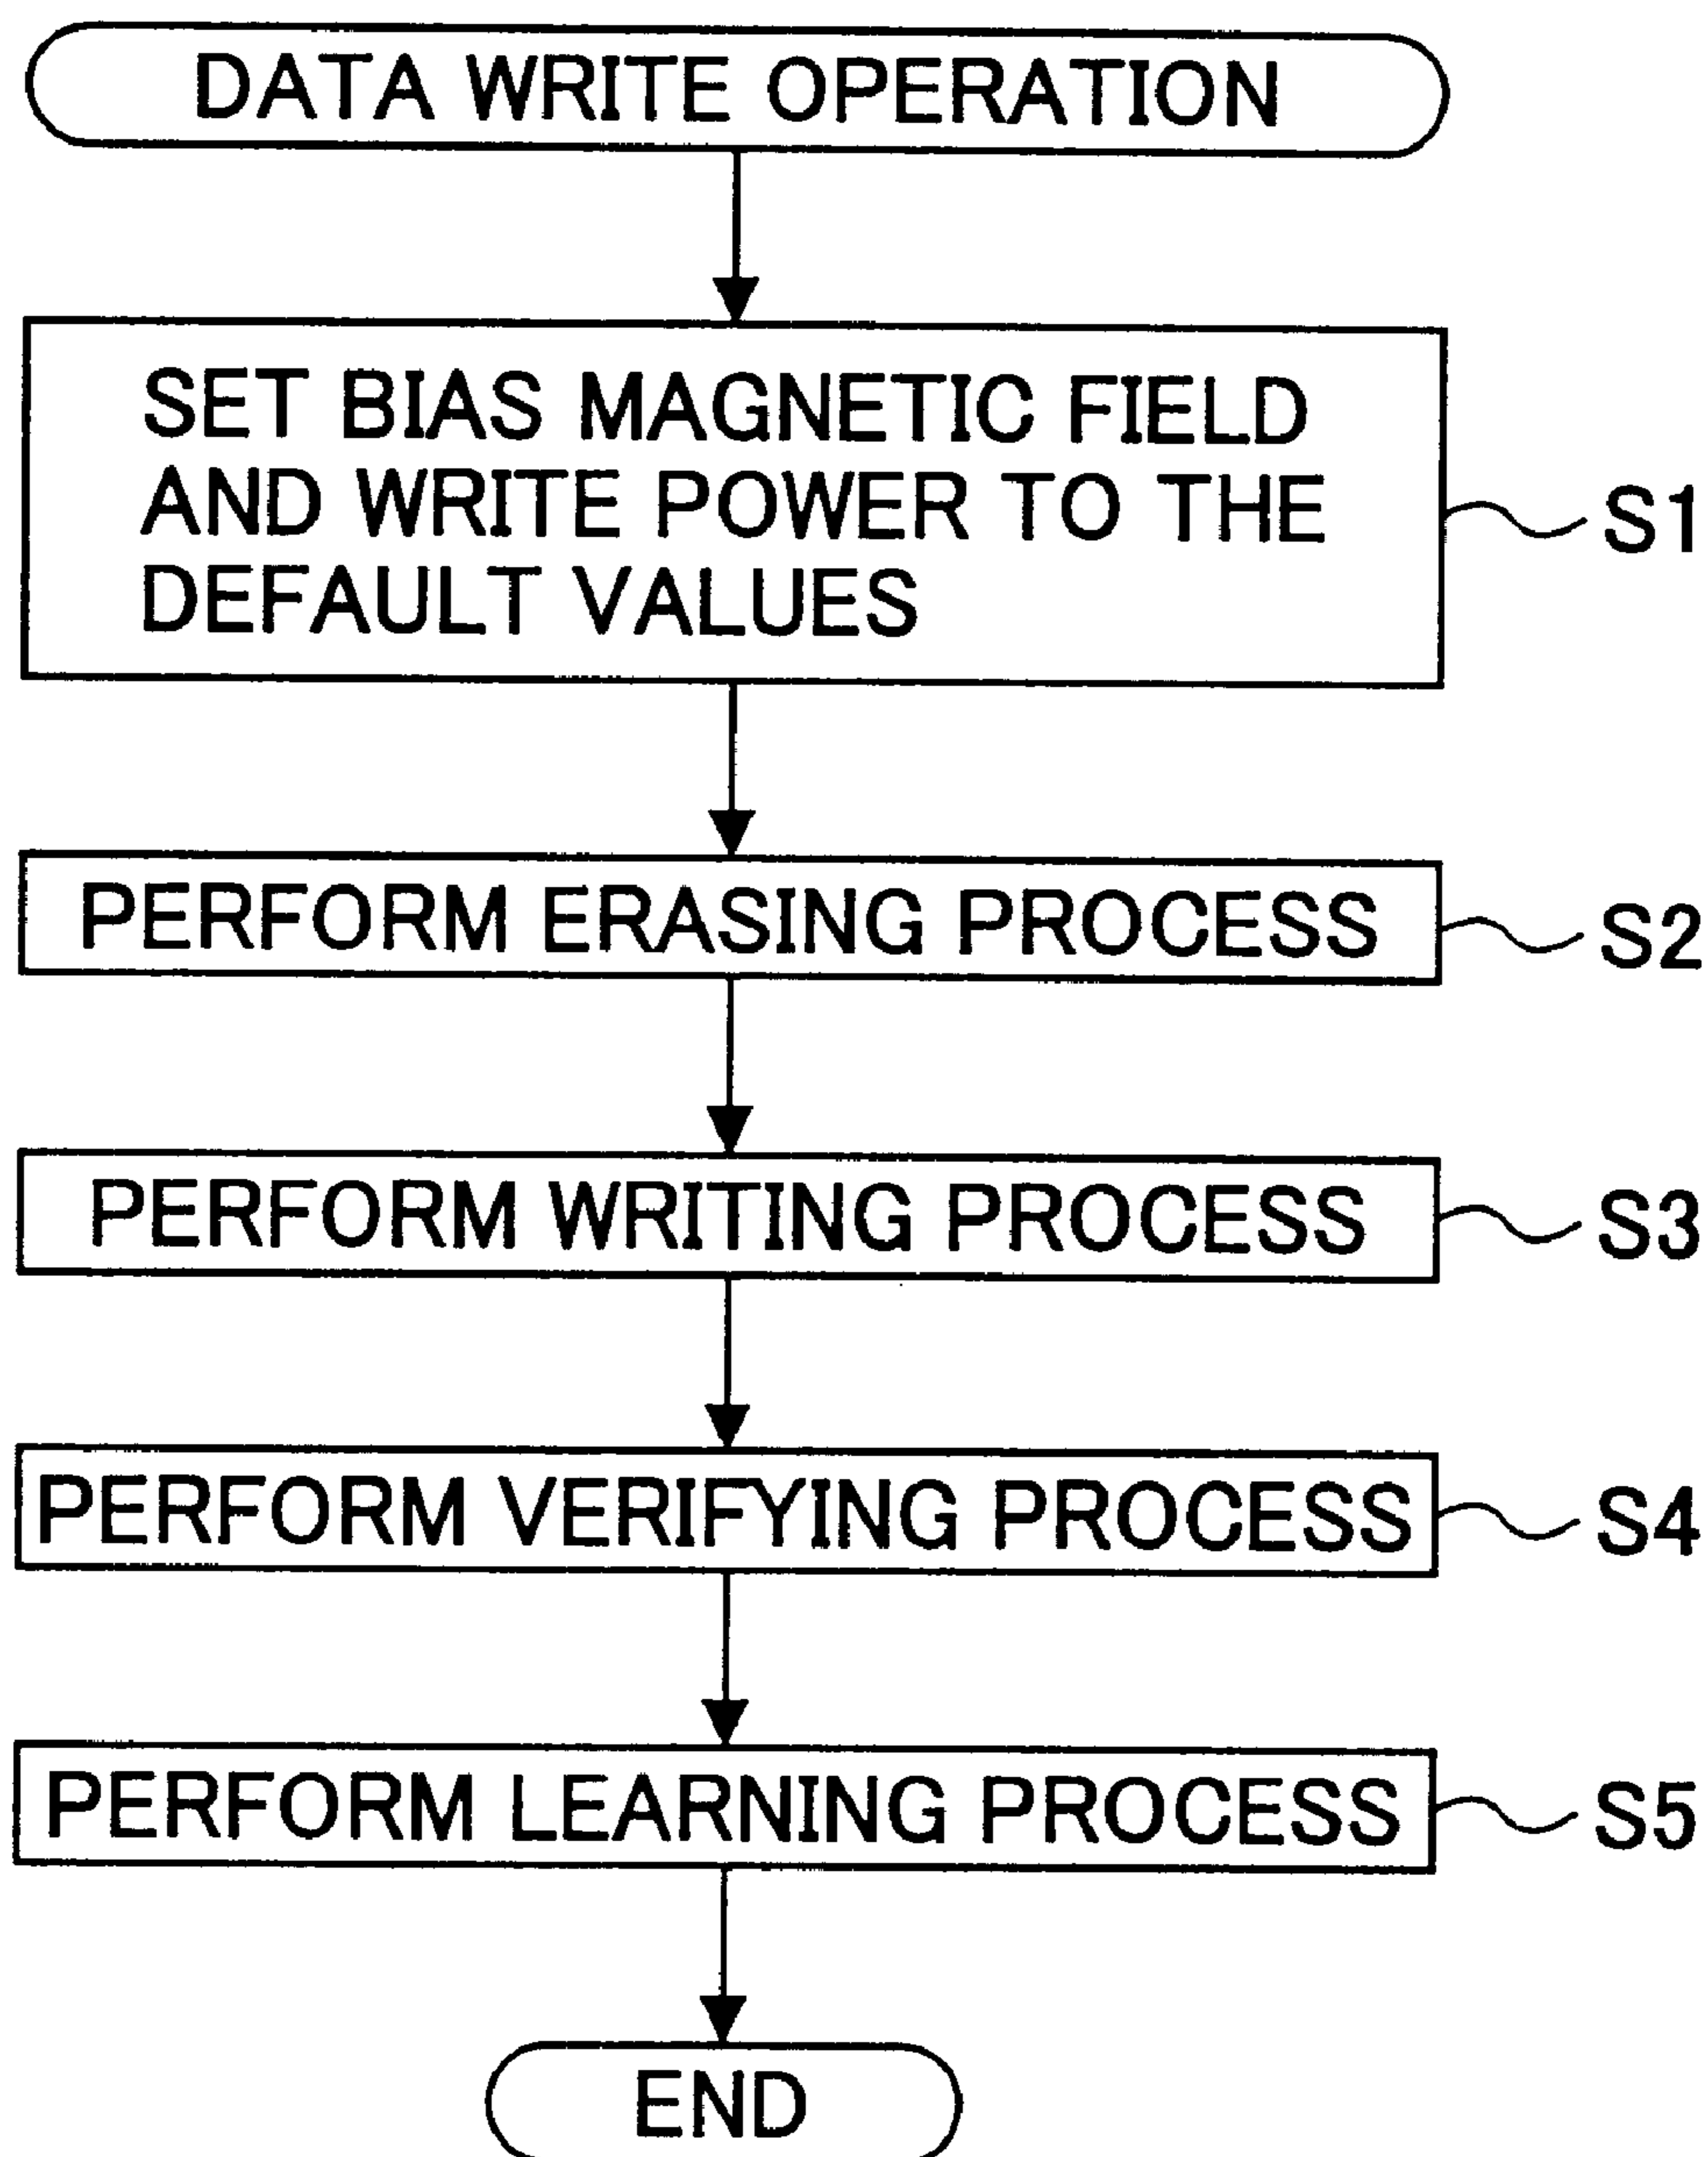 DATA WRITE OPERATION
SET BIAS MAGNETIC FIELD
AND WRITE POWER TO THE
DEFAULT VALUES
S1
PERFORM ERASING PROCESS
S2
PERFORM WRITING PROCESS
S3
PERFORM VERIFYING PROCESS
S4
PERFORM LEARNING PROCESS
S5
END